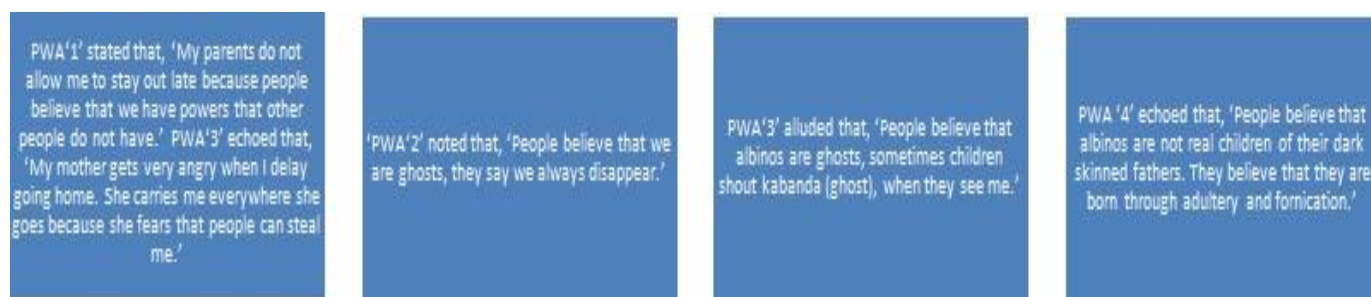 PWA‘1’ stated that, ‘My parents do not
allow me to stay out late because people
believe that we have powers that other
people do not have.’ PWA‘3’ echoed that,
‘My mother gets very angry when I delay
going home. She carries me everywhere she
goes because she fears that people can steal
me.’
‘PWA‘2’ noted that, ‘People believe that we
are ghosts, they say we always disappear.’
PWA‘3’ alluded that, ‘People believe that
albinos are ghosts, sometimes children
shout kabanda (ghost), when they see me.’
PWA ‘4’ echoed that, ‘People believe that
albinos are not real children of their dark
skinned fathers. They believe that they are
born through adultery and fornication.’